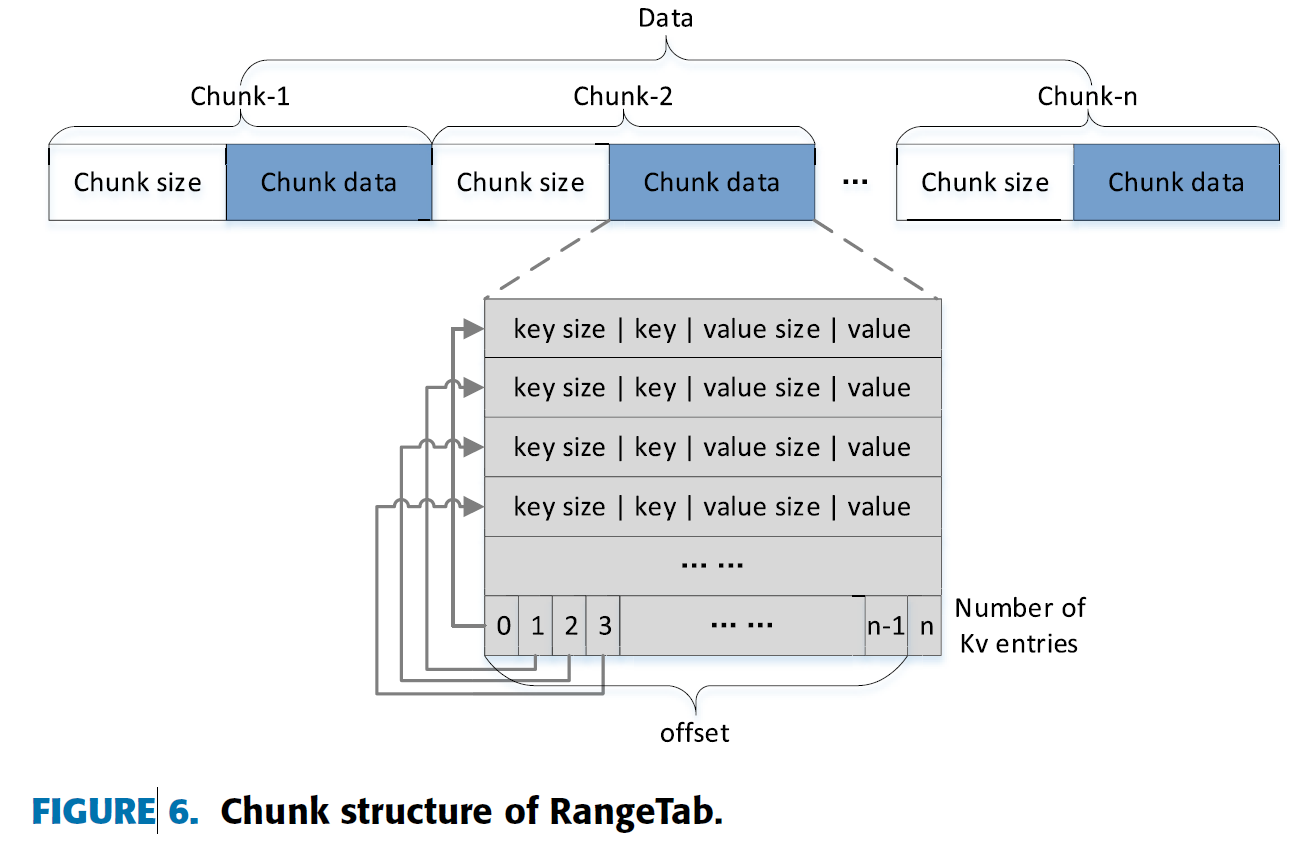 Data
Chunk-1 Chunk-2 Chunk-n
Chunk size Chunk data Chunk size Chunk data ... Chunk size Chunk data
key size | key | value size | value
key size | key | value size | value
key size | key | value size | value
key size | key | value size | value
... ...
0 1 2 3 ... ... n-1 n Number of
Kv entries
offset
FIGURE 6. Chunk structure of RangeTab.